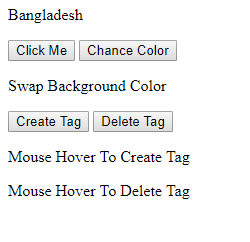 Bangladesh
Click Me Chance Color
Swap Background Color
Create Tag Delete Tag
Mouse Hover To Create Tag
Mouse Hover To Delete Tag